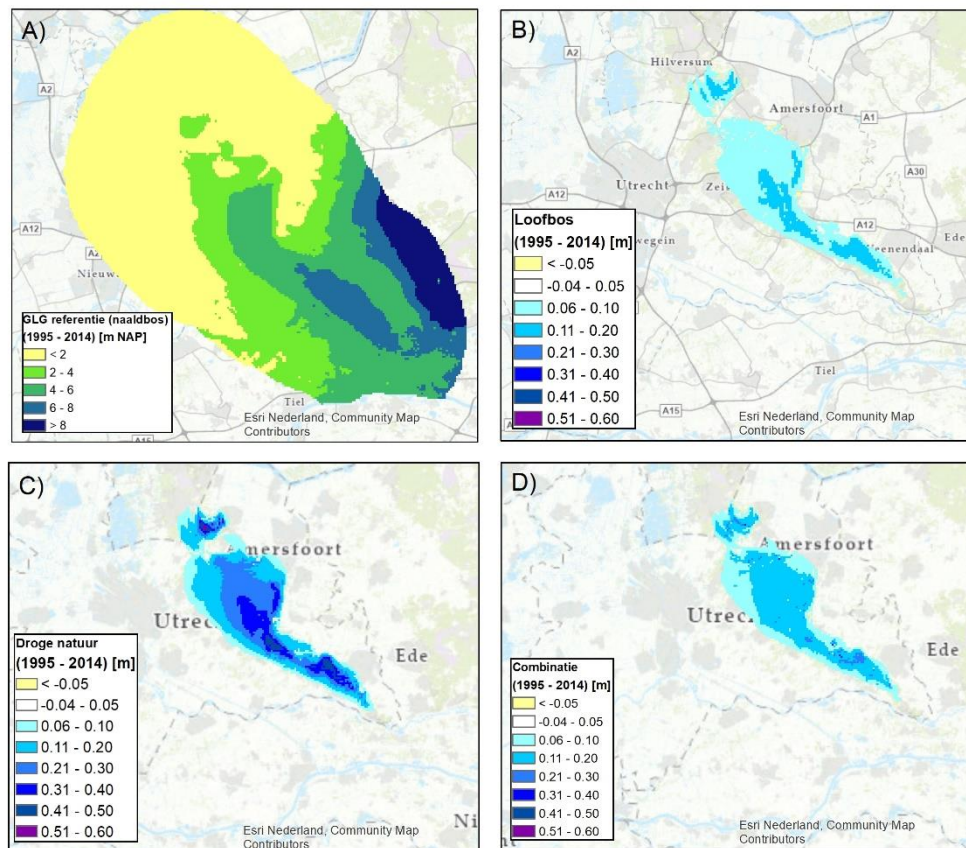 A)
A2
A12
Nieuw
GLG referentie (naaldbos)
(1995 - 2014) [m NAP]
< 2
2 - 4
4 - 6
6 - 8
> 8
Tiel
A15
Esri Nederland, Community Map
Contributors
B)
A2
Hilversum
Amersfoort
A1
A30
Utrecht
Zei
A12
A12
wegein
eenendaal
Ede
Loofbos
(1995 - 2014) [m]
< -0.05
-0.04 - 0.05
0.06 - 0.10
0.11 - 0.20
0.21 - 0.30
0.31 - 0.40
0.41 - 0.50
0.51 - 0.60
Tiel
A15
Esri Nederland, Community Map
Contributors
C)
Amersfoort
Utrec
Ede
Droge natuur
(1995 - 2014) [m]
< -0.05
-0.04 - 0.05
0.06 - 0.10
0.11 - 0.20
0.21 - 0.30
0.31 - 0.40
0.41 - 0.50
0.51 - 0.60
Ni
Esri Nederland, Community Map
Contributors
D)
Amersfoort
Utrec
Ede
Combinatie
(1995 - 2014) [m]
< -0.05
-0.04 - 0.05
0.06 - 0.10
0.11 - 0.20
0.21 - 0.30
0.31 - 0.40
0.41 - 0.50
0.51 - 0.60
nt
Esri Nederland, Community Map
Contributors